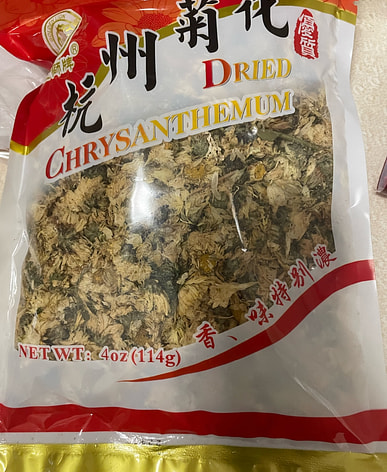 杭州菊花
優質
®
DRIED
CHRYSANTHEMUM
香、味特別濃
NET WT: 4oz (114g)